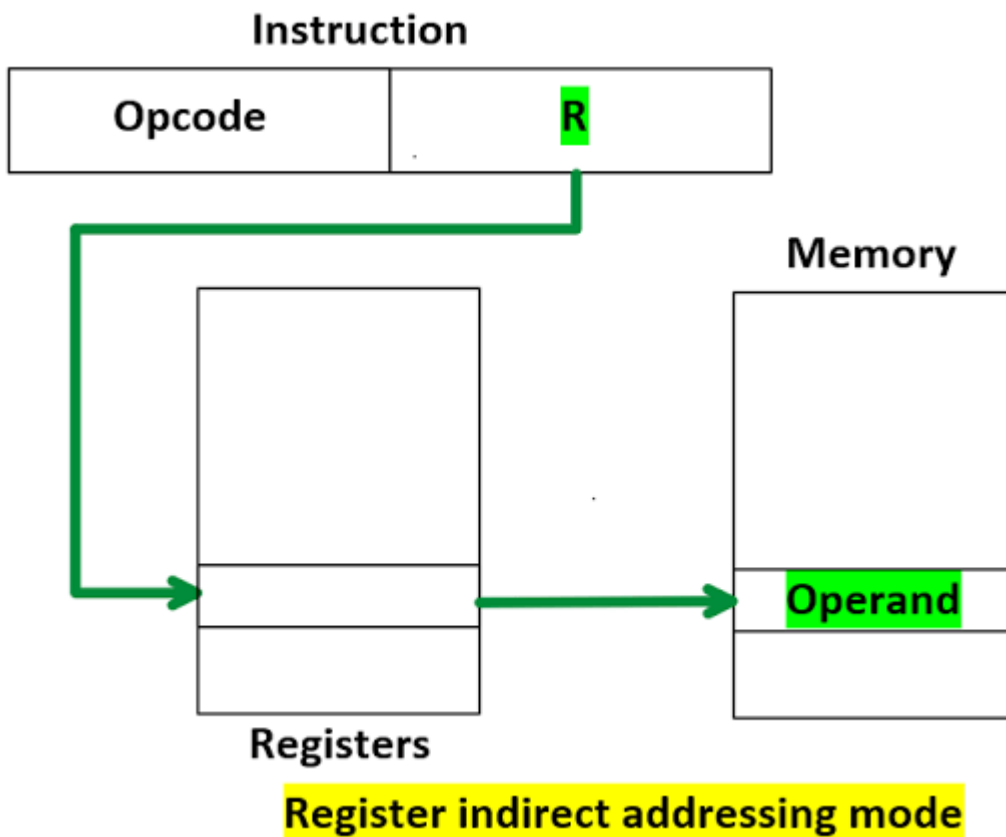 Instruction
Opcode
R
Memory
Operand
Registers
Register indirect addressing mode